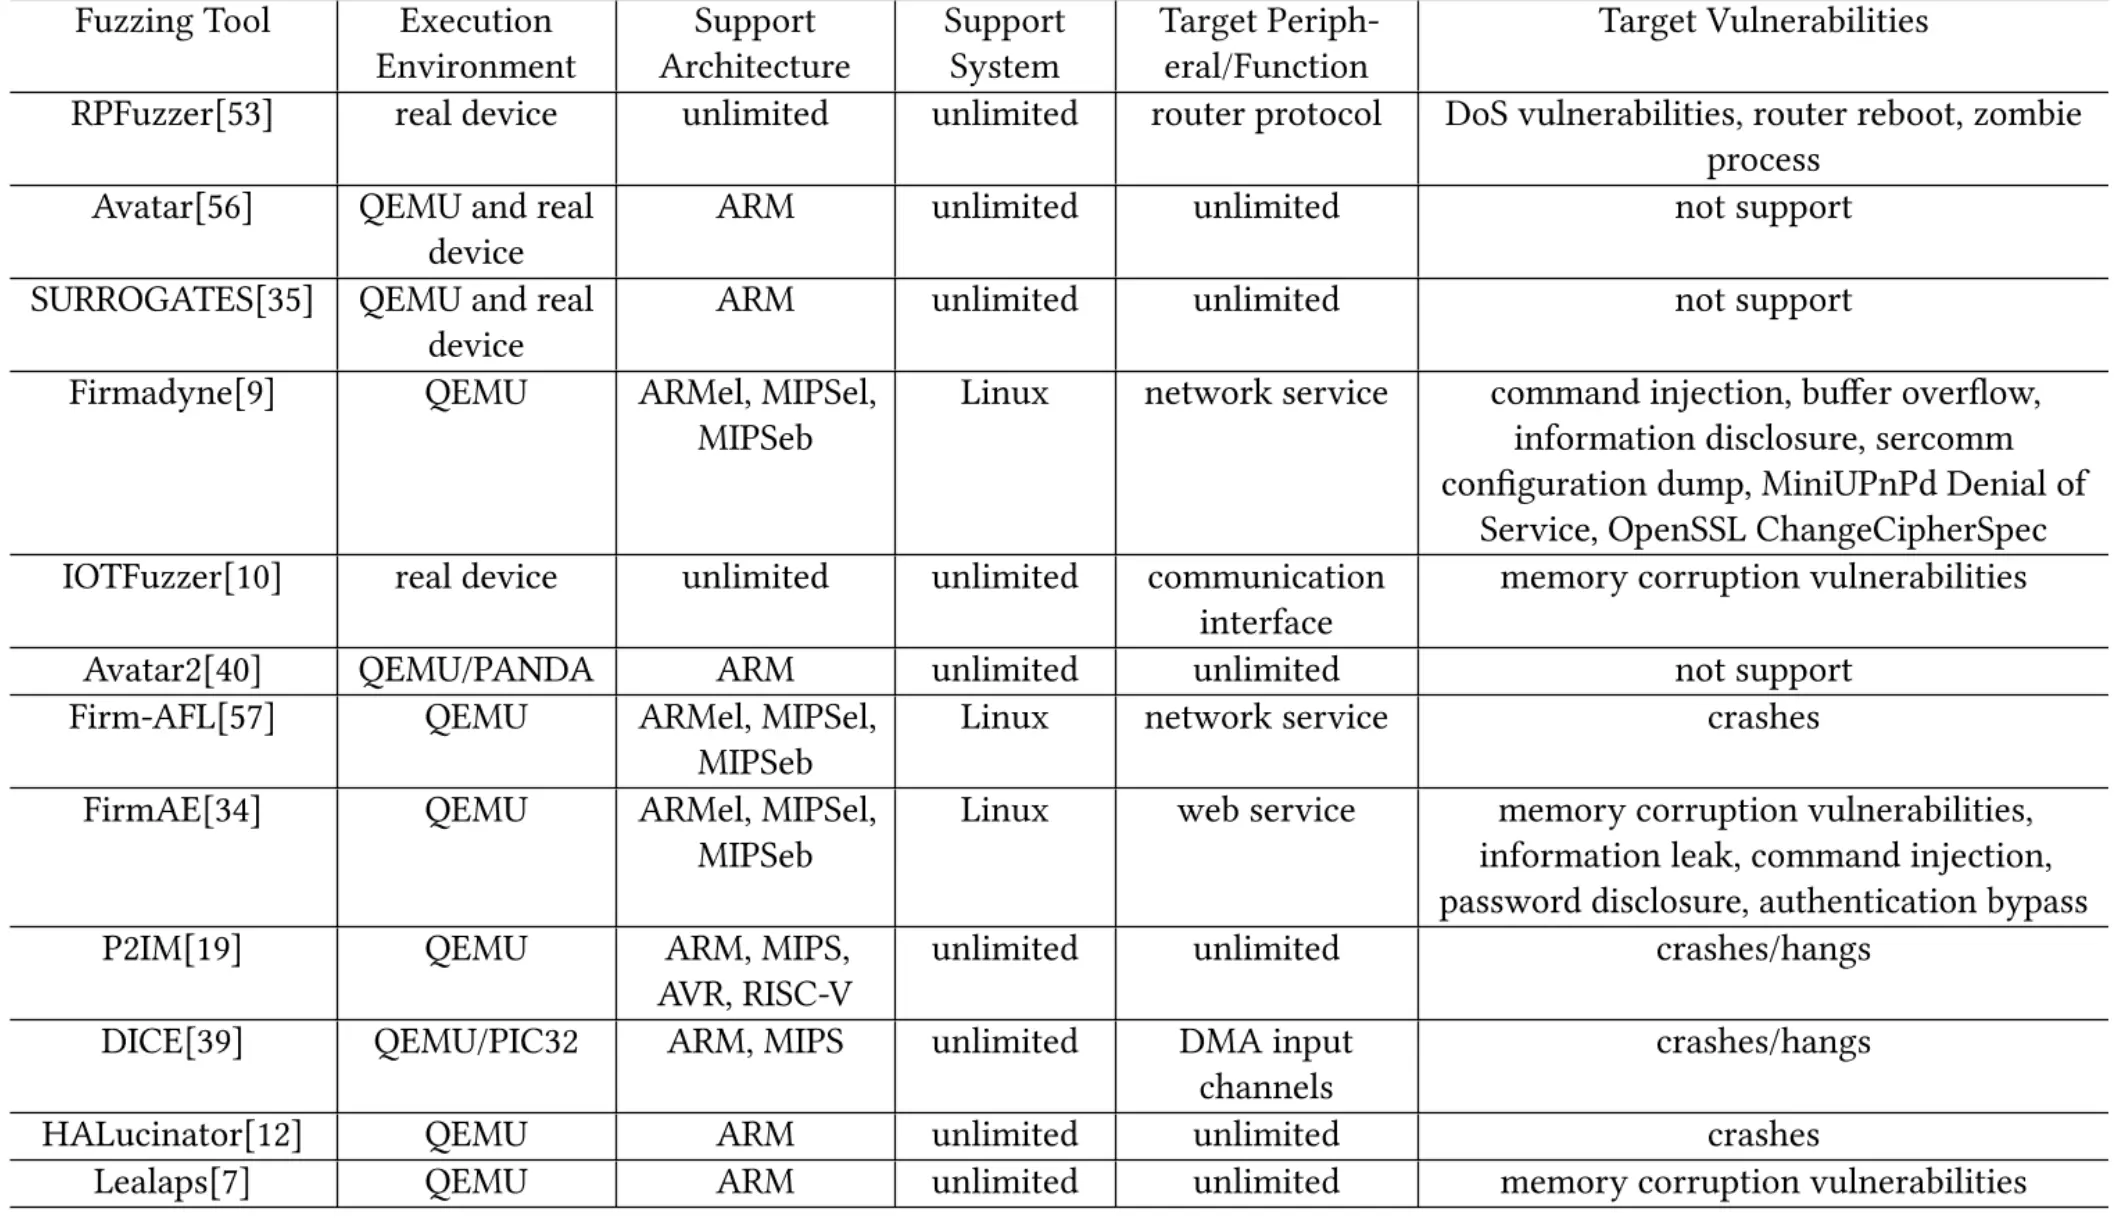 Fuzzing Tool Execution Support Support Target Periph- Target Vulnerabilities
Environment Architecture System eral/Function
RPFuzzer[53] real device unlimited unlimited router protocol DoS vulnerabilities, router reboot, zombie
process
Avatar[56] QEMU and real ARM unlimited unlimited not support
device
SURROGATES[35] QEMU and real ARM unlimited unlimited not support
device
Firmadyne[9] QEMU ARMel, MIPSel, Linux network service command injection, buffer overflow,
MIPSeb information disclosure, sercomm
configuration dump, MiniUPnPd Denial of
Service, OpenSSL ChangeCipherSpec
IOTFuzzer[10] real device unlimited unlimited communication memory corruption vulnerabilities
interface
Avatar2[40] QEMU/PANDA ARM unlimited unlimited not support
Firm-AFL[57] QEMU ARMel, MIPSel, Linux network service crashes
MIPSeb
FirmAE[34] QEMU ARMel, MIPSel, Linux web service memory corruption vulnerabilities,
MIPSeb information leak, command injection,
password disclosure, authentication bypass
P2IM[19] QEMU ARM, MIPS, unlimited unlimited crashes/hangs
AVR, RISC-V
DICE[39] QEMU/PIC32 ARM, MIPS unlimited DMA input crashes/hangs
channels
HALucinator[12] QEMU ARM unlimited unlimited crashes
Lealaps[7] QEMU ARM unlimited unlimited memory corruption vulnerabilities